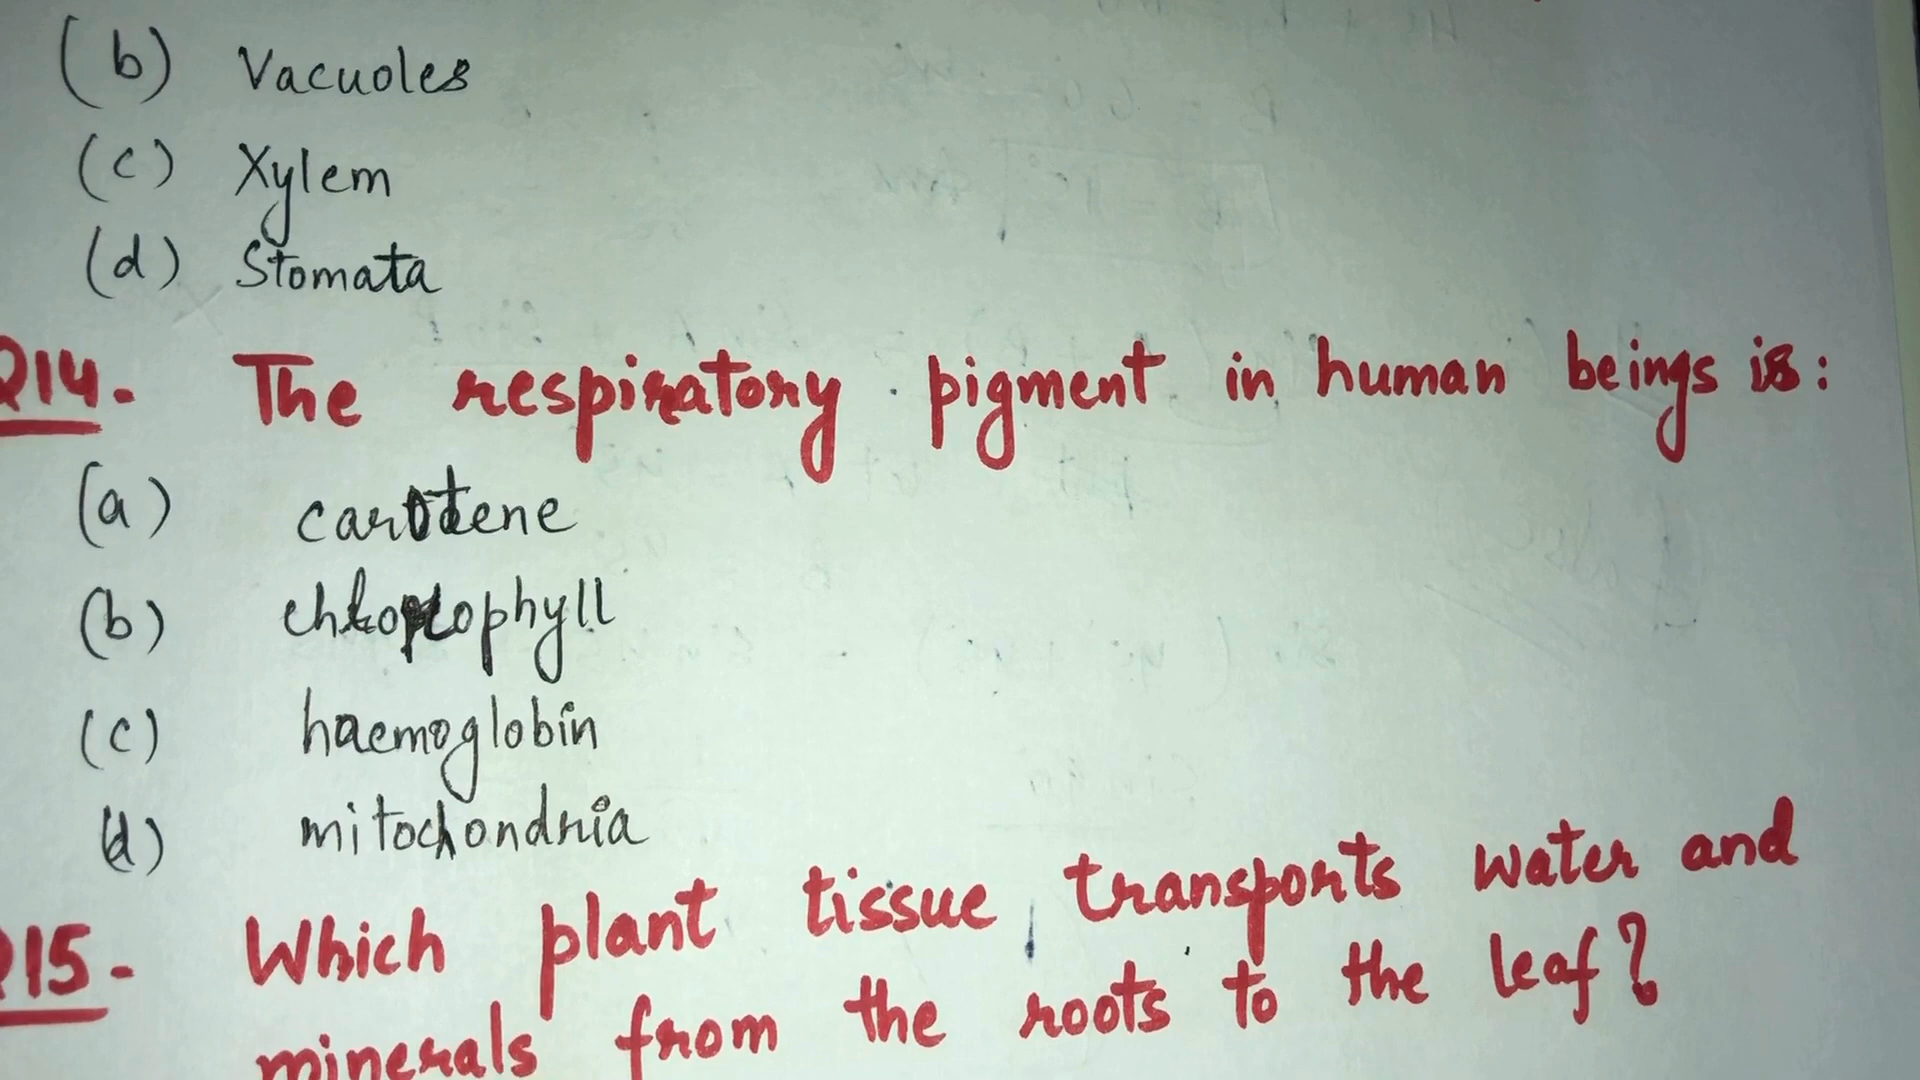 (b) Vacuoles
(c) Xylem
(d) Stomata
Q14. The respiratory pigment in human beings is:
(a) carotene
(b) chlorophyll
(c) haemoglobin
(d) mitochondria
Q15- Which plant tissue transports water and
minerals from the roots to the leaf?